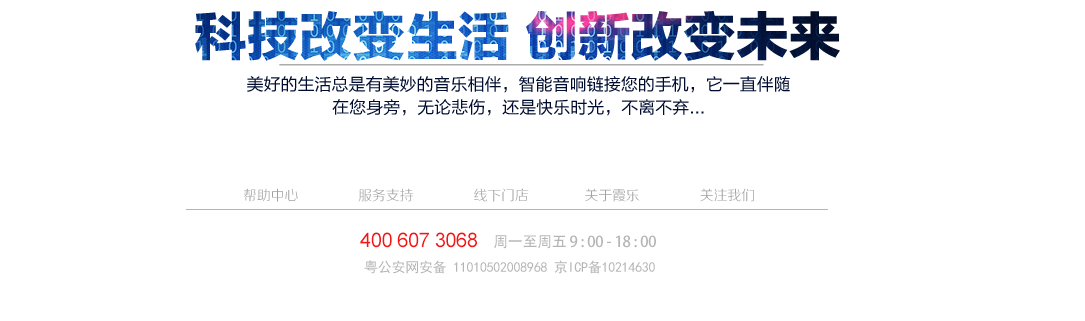 科技改变生活 创新改变未来
美好的生活总是有美妙的音乐相伴，智能音响链接您的手机，它一直伴随
在您身旁，无论悲伤，还是快乐时光，不离不弃...
帮助中心 服务支持 线下门店 关于霞乐 关注我们
400 607 3068 周一至周五 9:00-18:00
粤公安网安备 11010502008968 京ICP备10214630